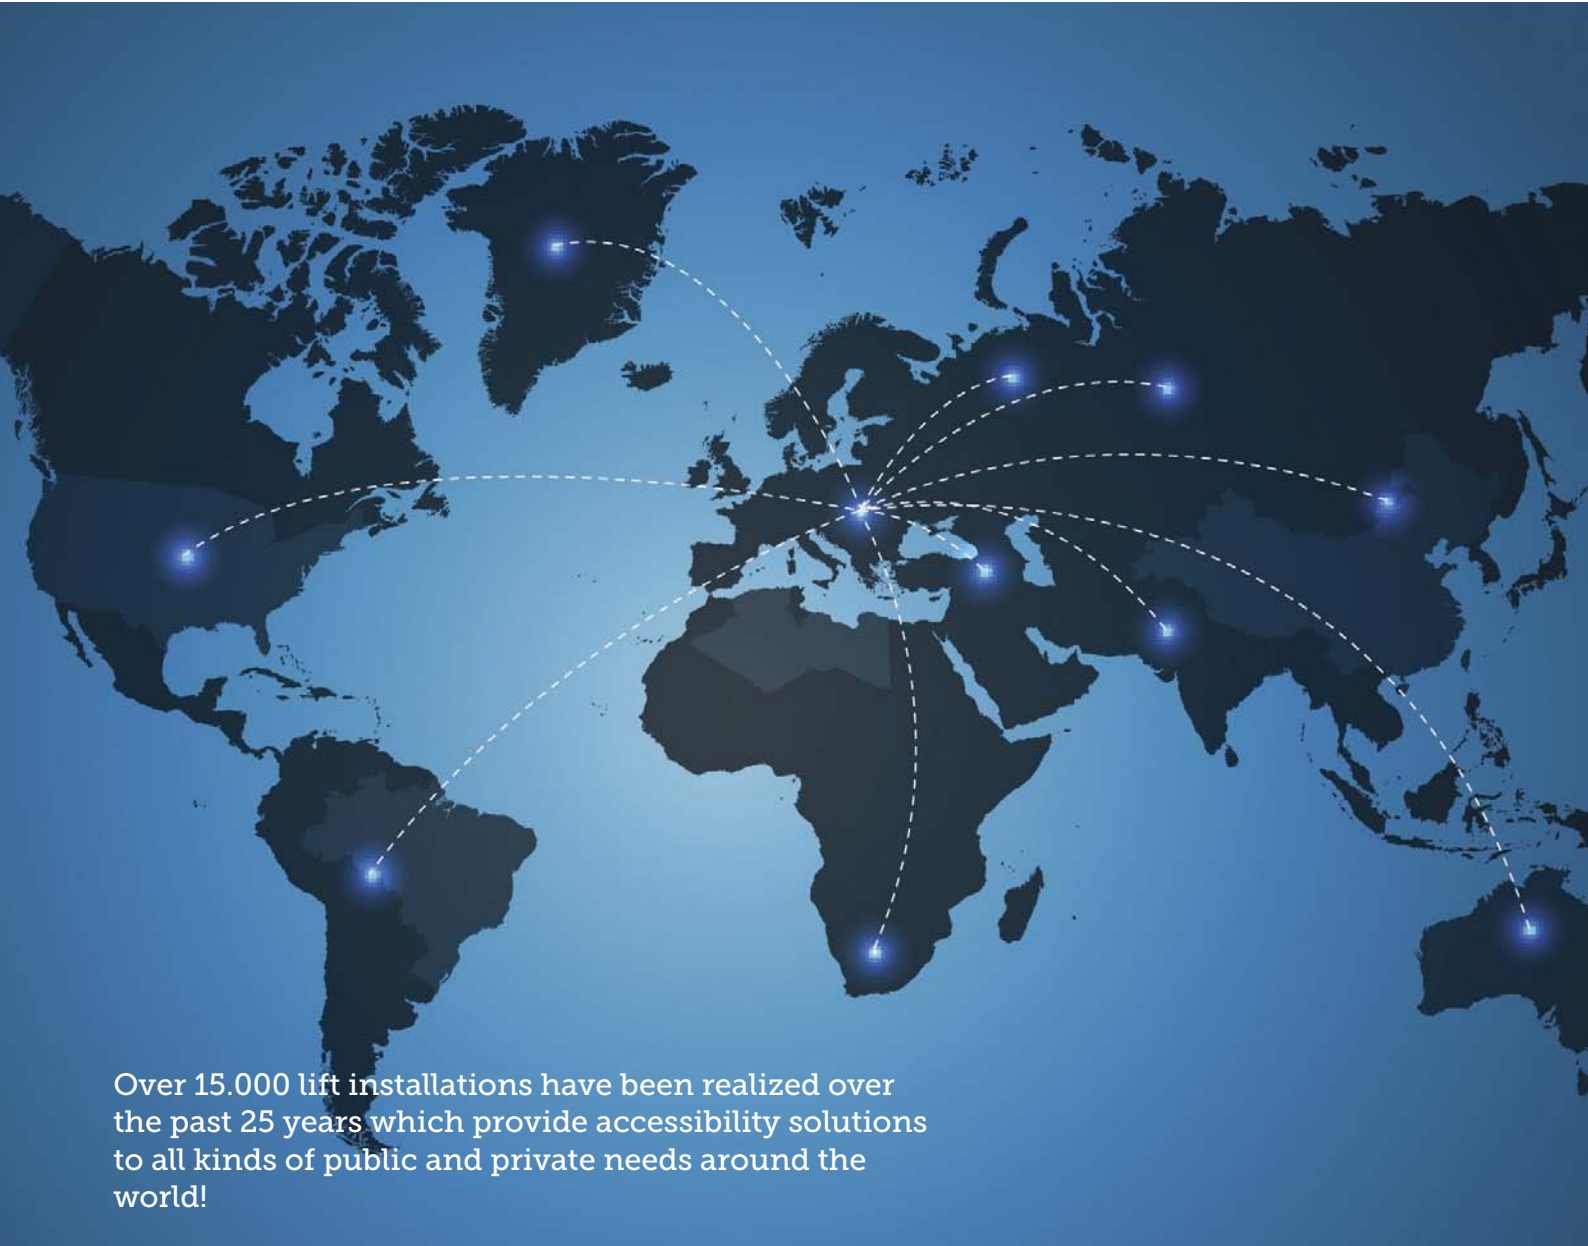 Over 15.000 lift installations have been realized over
the past 25 years which provide accessibility solutions
to all kinds of public and private needs around the
world!